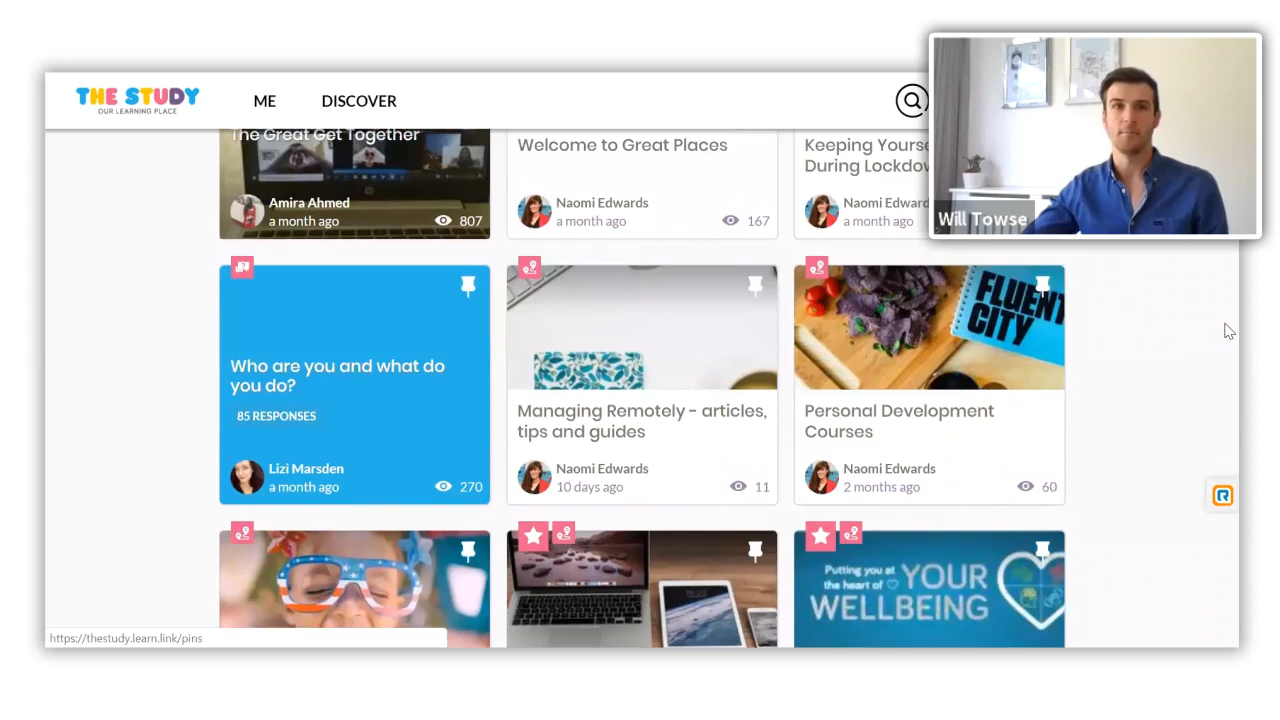 THE STUDY
OUR LEARNING PLACE
ME
DISCOVER
Will Towse
The Great Get Together
Amira Ahmed
a month ago
807
Welcome to Great Places
Naomi Edwards
a month ago
167
Keeping Yourse
During Lockdow
Naomi Edward
a month ago
Who are you and what do
you do?
85 RESPONSES
Lizi Marsden
a month ago
270
Managing Remotely - articles,
tips and guides
Naomi Edwards
10 days ago
11
FLUENT
CITY
Personal Development
Courses
Naomi Edwards
2 months ago
60
Putting you at
the heart of
YOUR
WELLBEING
https://thestudy.learn.link/pins